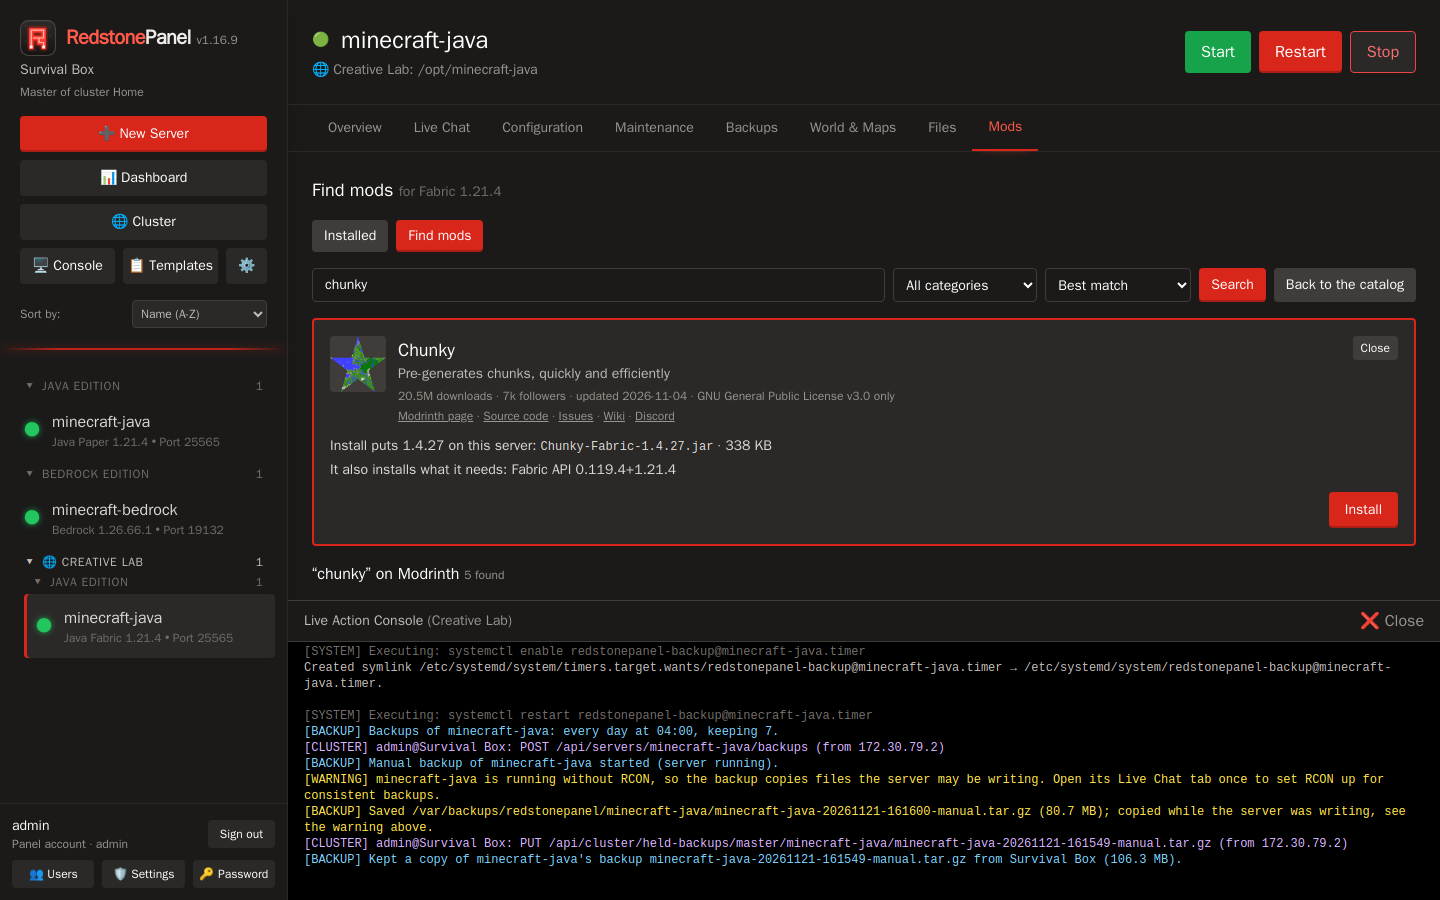 RedstonePanel v1.16.9
Survival Box
Master of cluster Home
➕ New Server
📊 Dashboard
🌐 Cluster
🖥️ Console
📋 Templates
⚙️
Sort by:
Name (A-Z)
▼ JAVA EDITION 1
minecraft-java
Java Paper 1.21.4 • Port 25565
▼ BEDROCK EDITION 1
minecraft-bedrock
Bedrock 1.26.66.1 • Port 19132
▼ 🌐 CREATIVE LAB 1
▼ JAVA EDITION 1
minecraft-java
Java Fabric 1.21.4 • Port 25565
admin
Panel account · admin
Sign out
👥 Users
🛡️ Settings
🔑 Password
minecraft-java
🌐 Creative Lab: /opt/minecraft-java
Start
Restart
Stop
Overview
Live Chat
Configuration
Maintenance
Backups
World & Maps
Files
Mods
Find mods for Fabric 1.21.4
Installed
Find mods
chunky
All categories
Best match
Search
Back to the catalog
Chunky
Close
Pre-generates chunks, quickly and efficiently
20.5M downloads · 7k followers · updated 2026-11-04 · GNU General Public License v3.0 only
Modrinth page · Source code · Issues · Wiki · Discord
Install puts 1.4.27 on this server: Chunky-Fabric-1.4.27.jar · 338 KB
It also installs what it needs: Fabric API 0.119.4+1.21.4
Install
“chunky” on Modrinth 5 found
Live Action Console (Creative Lab)
❌ Close
[SYSTEM] Executing: systemctl enable redstonepanel-backup@minecraft-java.timer
Created symlink /etc/systemd/system/timers.target.wants/redstonepanel-backup@minecraft-java.timer → /etc/systemd/system/redstonepanel-backup@minecraft-
java.timer.
[SYSTEM] Executing: systemctl restart redstonepanel-backup@minecraft-java.timer
[BACKUP] Backups of minecraft-java: every day at 04:00, keeping 7.
[CLUSTER] admin@Survival Box: POST /api/servers/minecraft-java/backups (from 172.30.79.2)
[BACKUP] Manual backup of minecraft-java started (server running).
[WARNING] minecraft-java is running without RCON, so the backup copies files the server may be writing. Open its Live Chat tab once to set RCON up for
consistent backups.
[BACKUP] Saved /var/backups/redstonepanel/minecraft-java/minecraft-java-20261121-161600-manual.tar.gz (80.7 MB); copied while the server was writing, see
the warning above.
[CLUSTER] admin@Survival Box: PUT /api/cluster/held-backups/master/minecraft-java/minecraft-java-20261121-161549-manual.tar.gz (from 172.30.79.2)
[BACKUP] Kept a copy of minecraft-java's backup minecraft-java-20261121-161549-manual.tar.gz from Survival Box (106.3 MB).